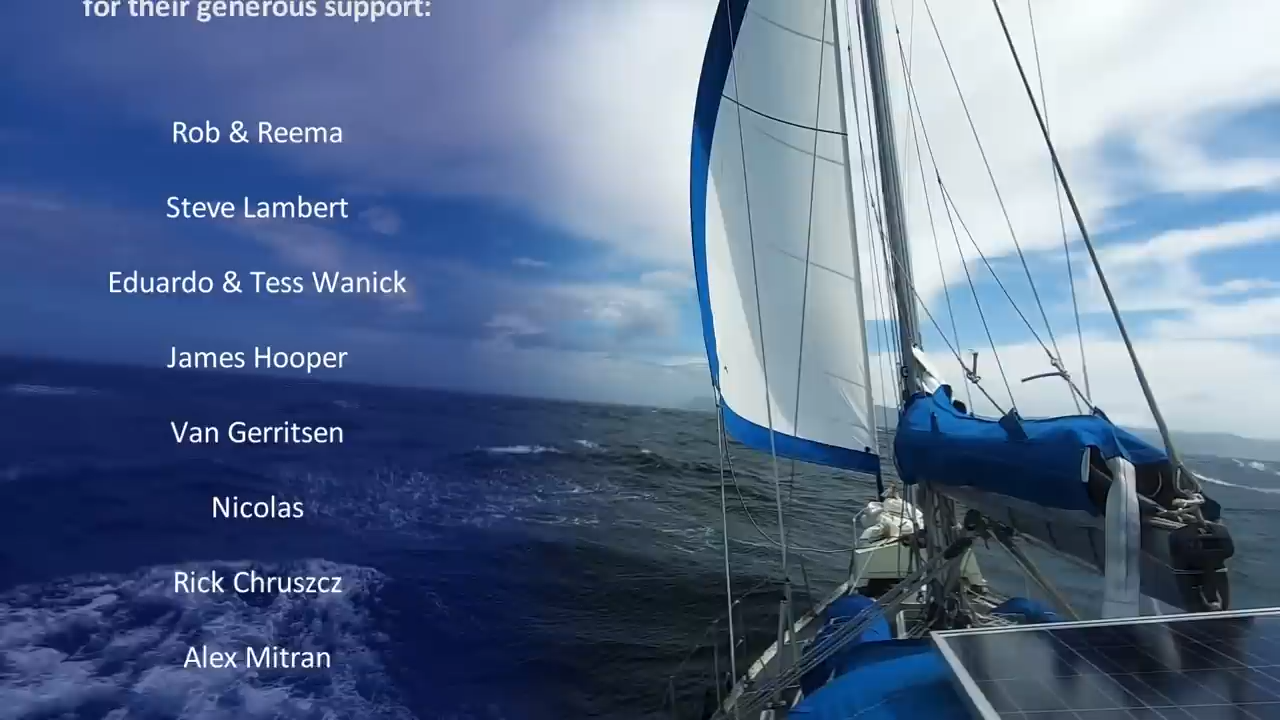 for their generous support:
Rob & Reema
Steve Lambert
Eduardo & Tess Wanick
James Hooper
Van Gerritsen
Nicolas
Rick Chruszcz
Alex Mitran